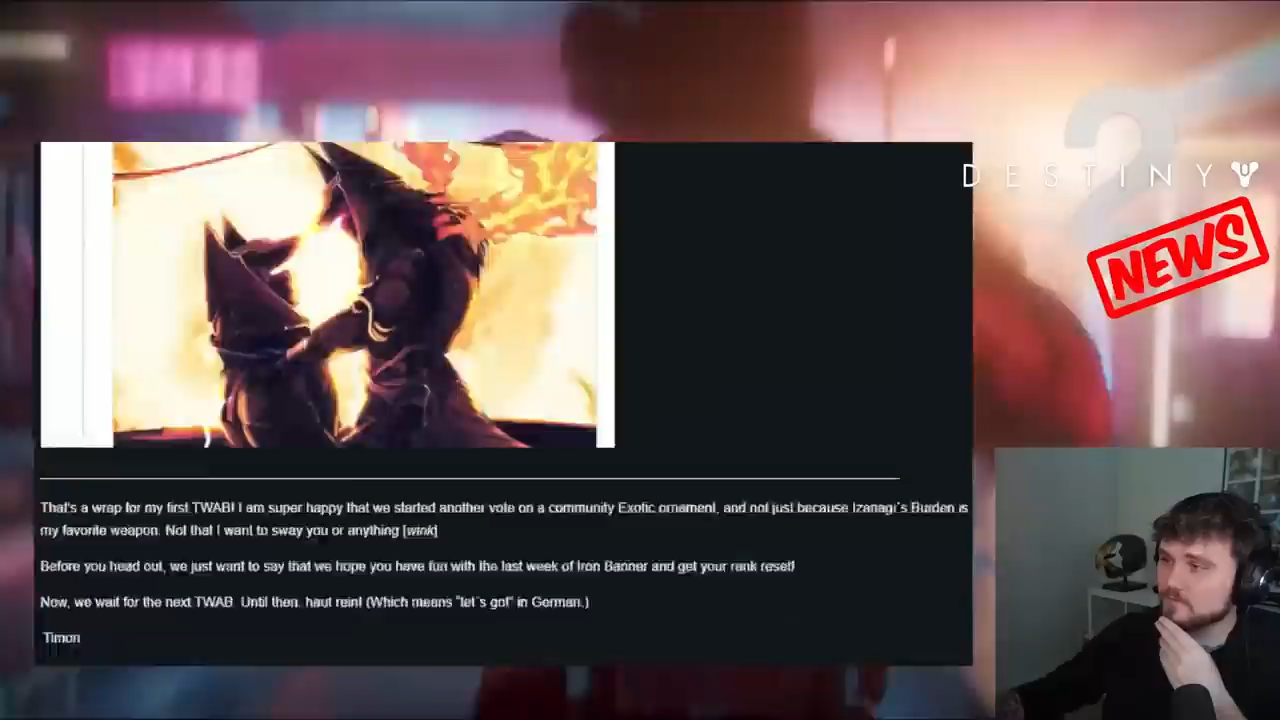 2
DESTINY
NEWS
That's a wrap for my first TWAB! I am super happy that we started another vote on a community Exotic ornament, and not just because Izanagi's Burden is
my favorite weapon. Not that I want to sway you or anything [wink]
Before you head out, we just want to say that we hope you have fun with the last week of Iron Banner and get your rank reset!
Now, we wait for the next TWAB. Until then, haut rein! (Which means "let's go!" in German.)
Timon